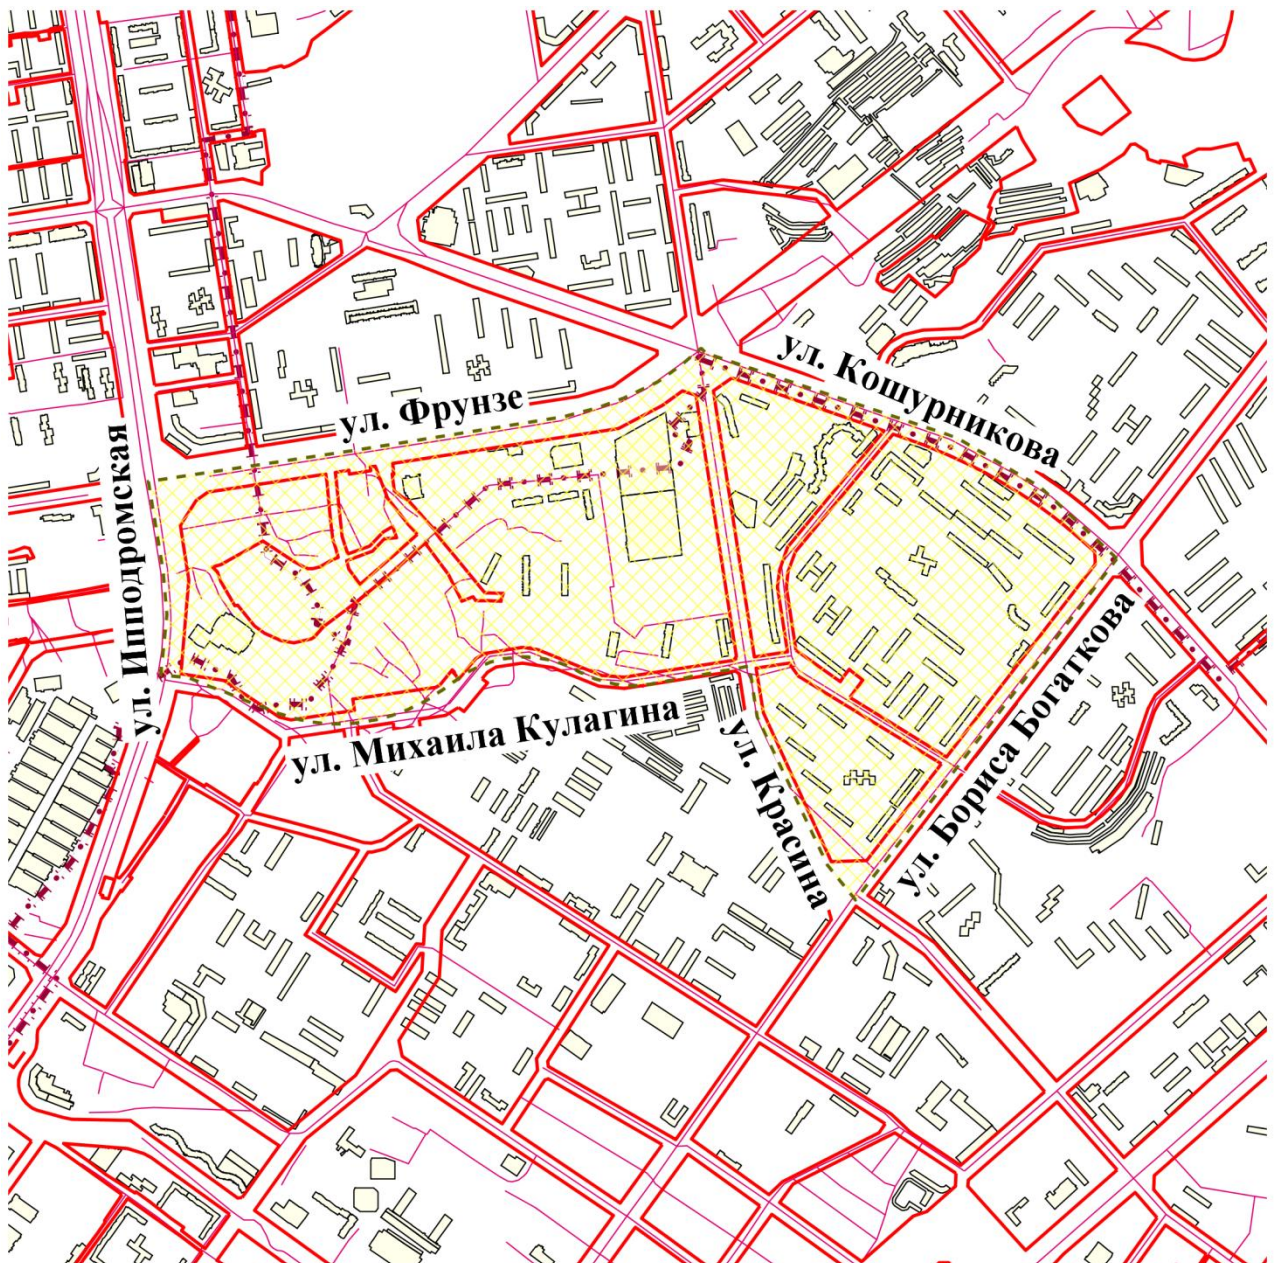 ул. Кошурникова
ул. Фрунзе
ул. Ипподромская
ул. Бориса Богаткова
ул. Михаила Кулагина
ул. Красина